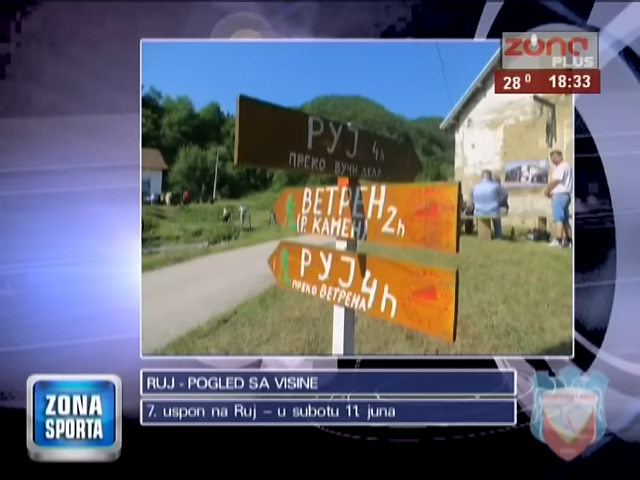 ZONA
PLUS
28° 18:33
РУЈ 4h
ПРЕКО ВУЧИ ДЕЛА
ВЕТРЕН 2h
(Р. КАМЕН)
РУЈ 4h
ПРЕКО ВЕТРЕНА
RUJ - POGLED SA VISINE
7. uspon na Ruj – u subotu 11. juna
ZONA
SPORTA